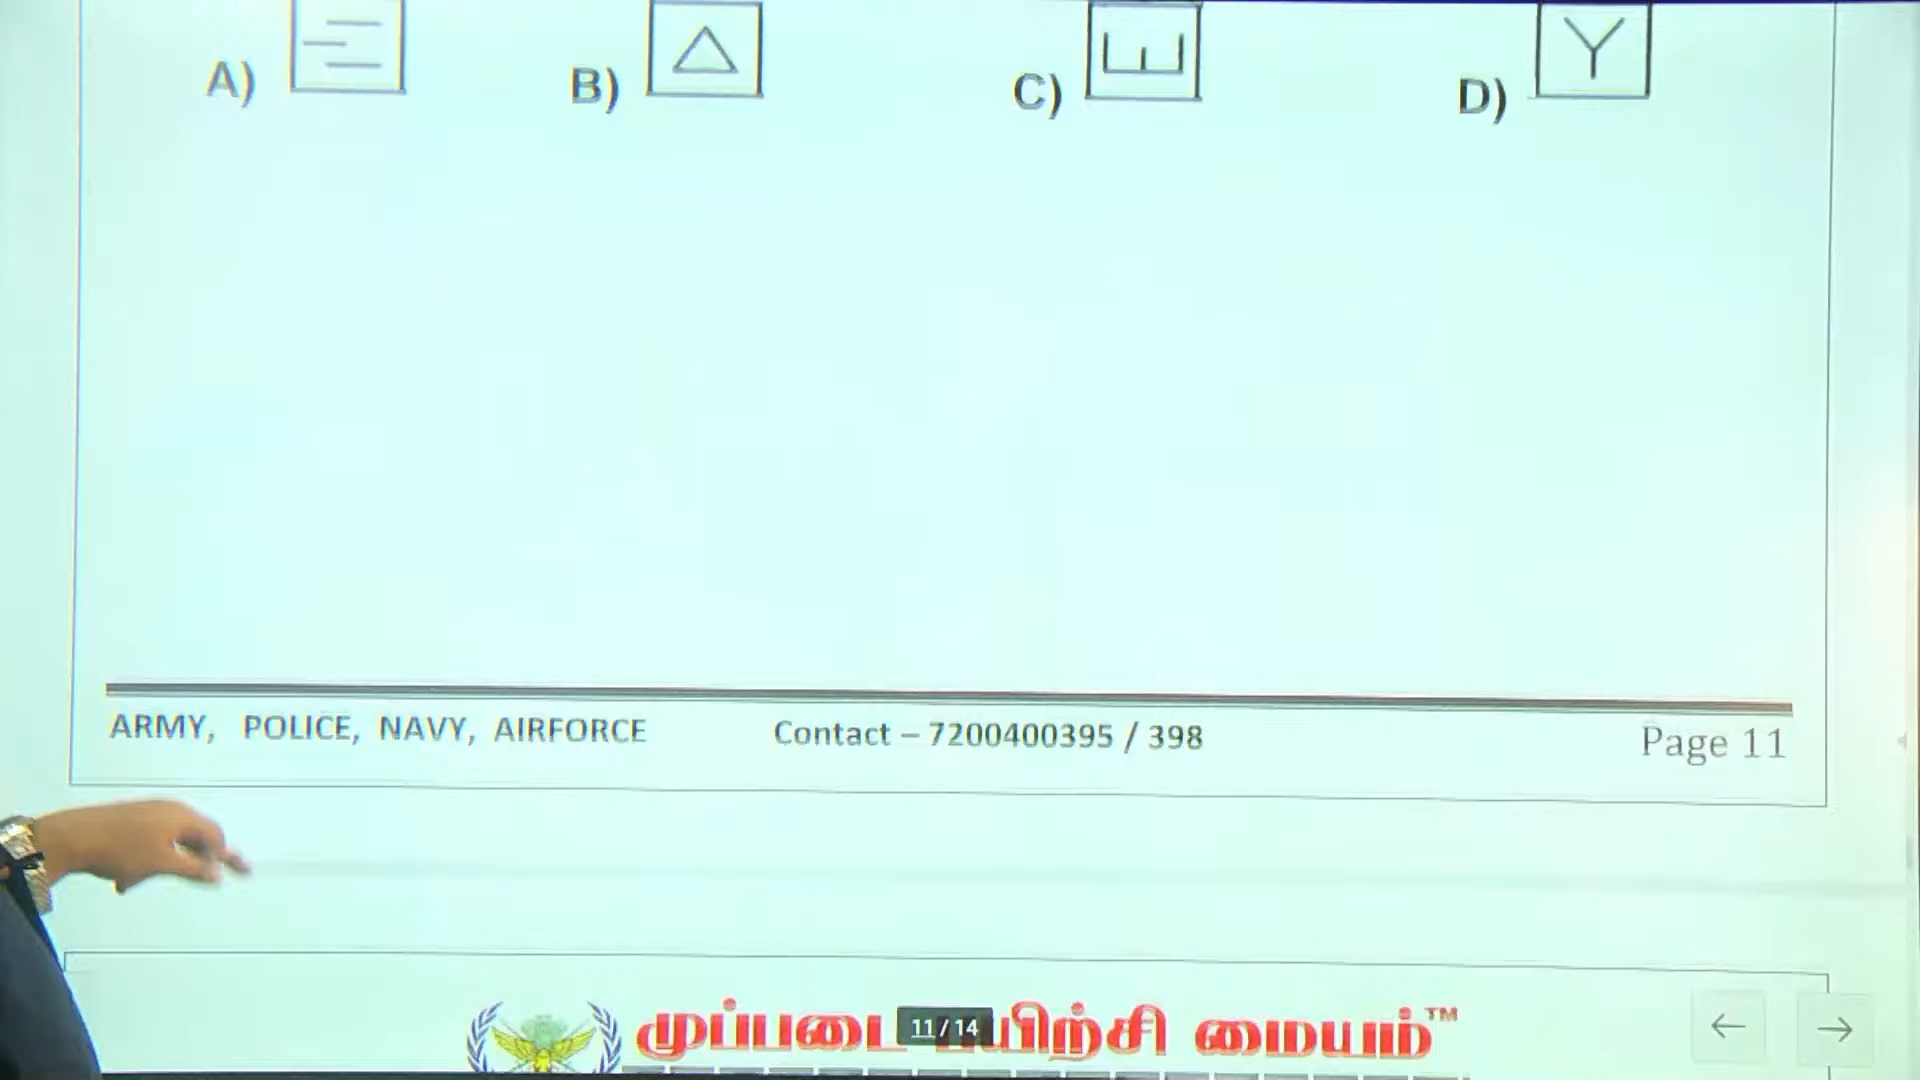 A) B) C) D)
ARMY, POLICE, NAVY, AIRFORCE Contact – 7200400395 / 398 Page 11
முப்படை பயிற்சி மையம்™
11 / 14